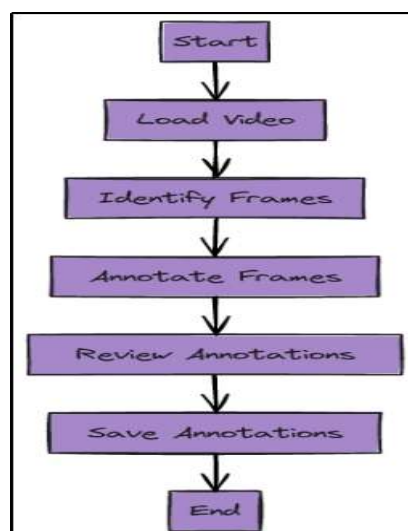 Start
Load Video
Identify Frames
Annotate Frames
Review Annotations
Save Annotations
End